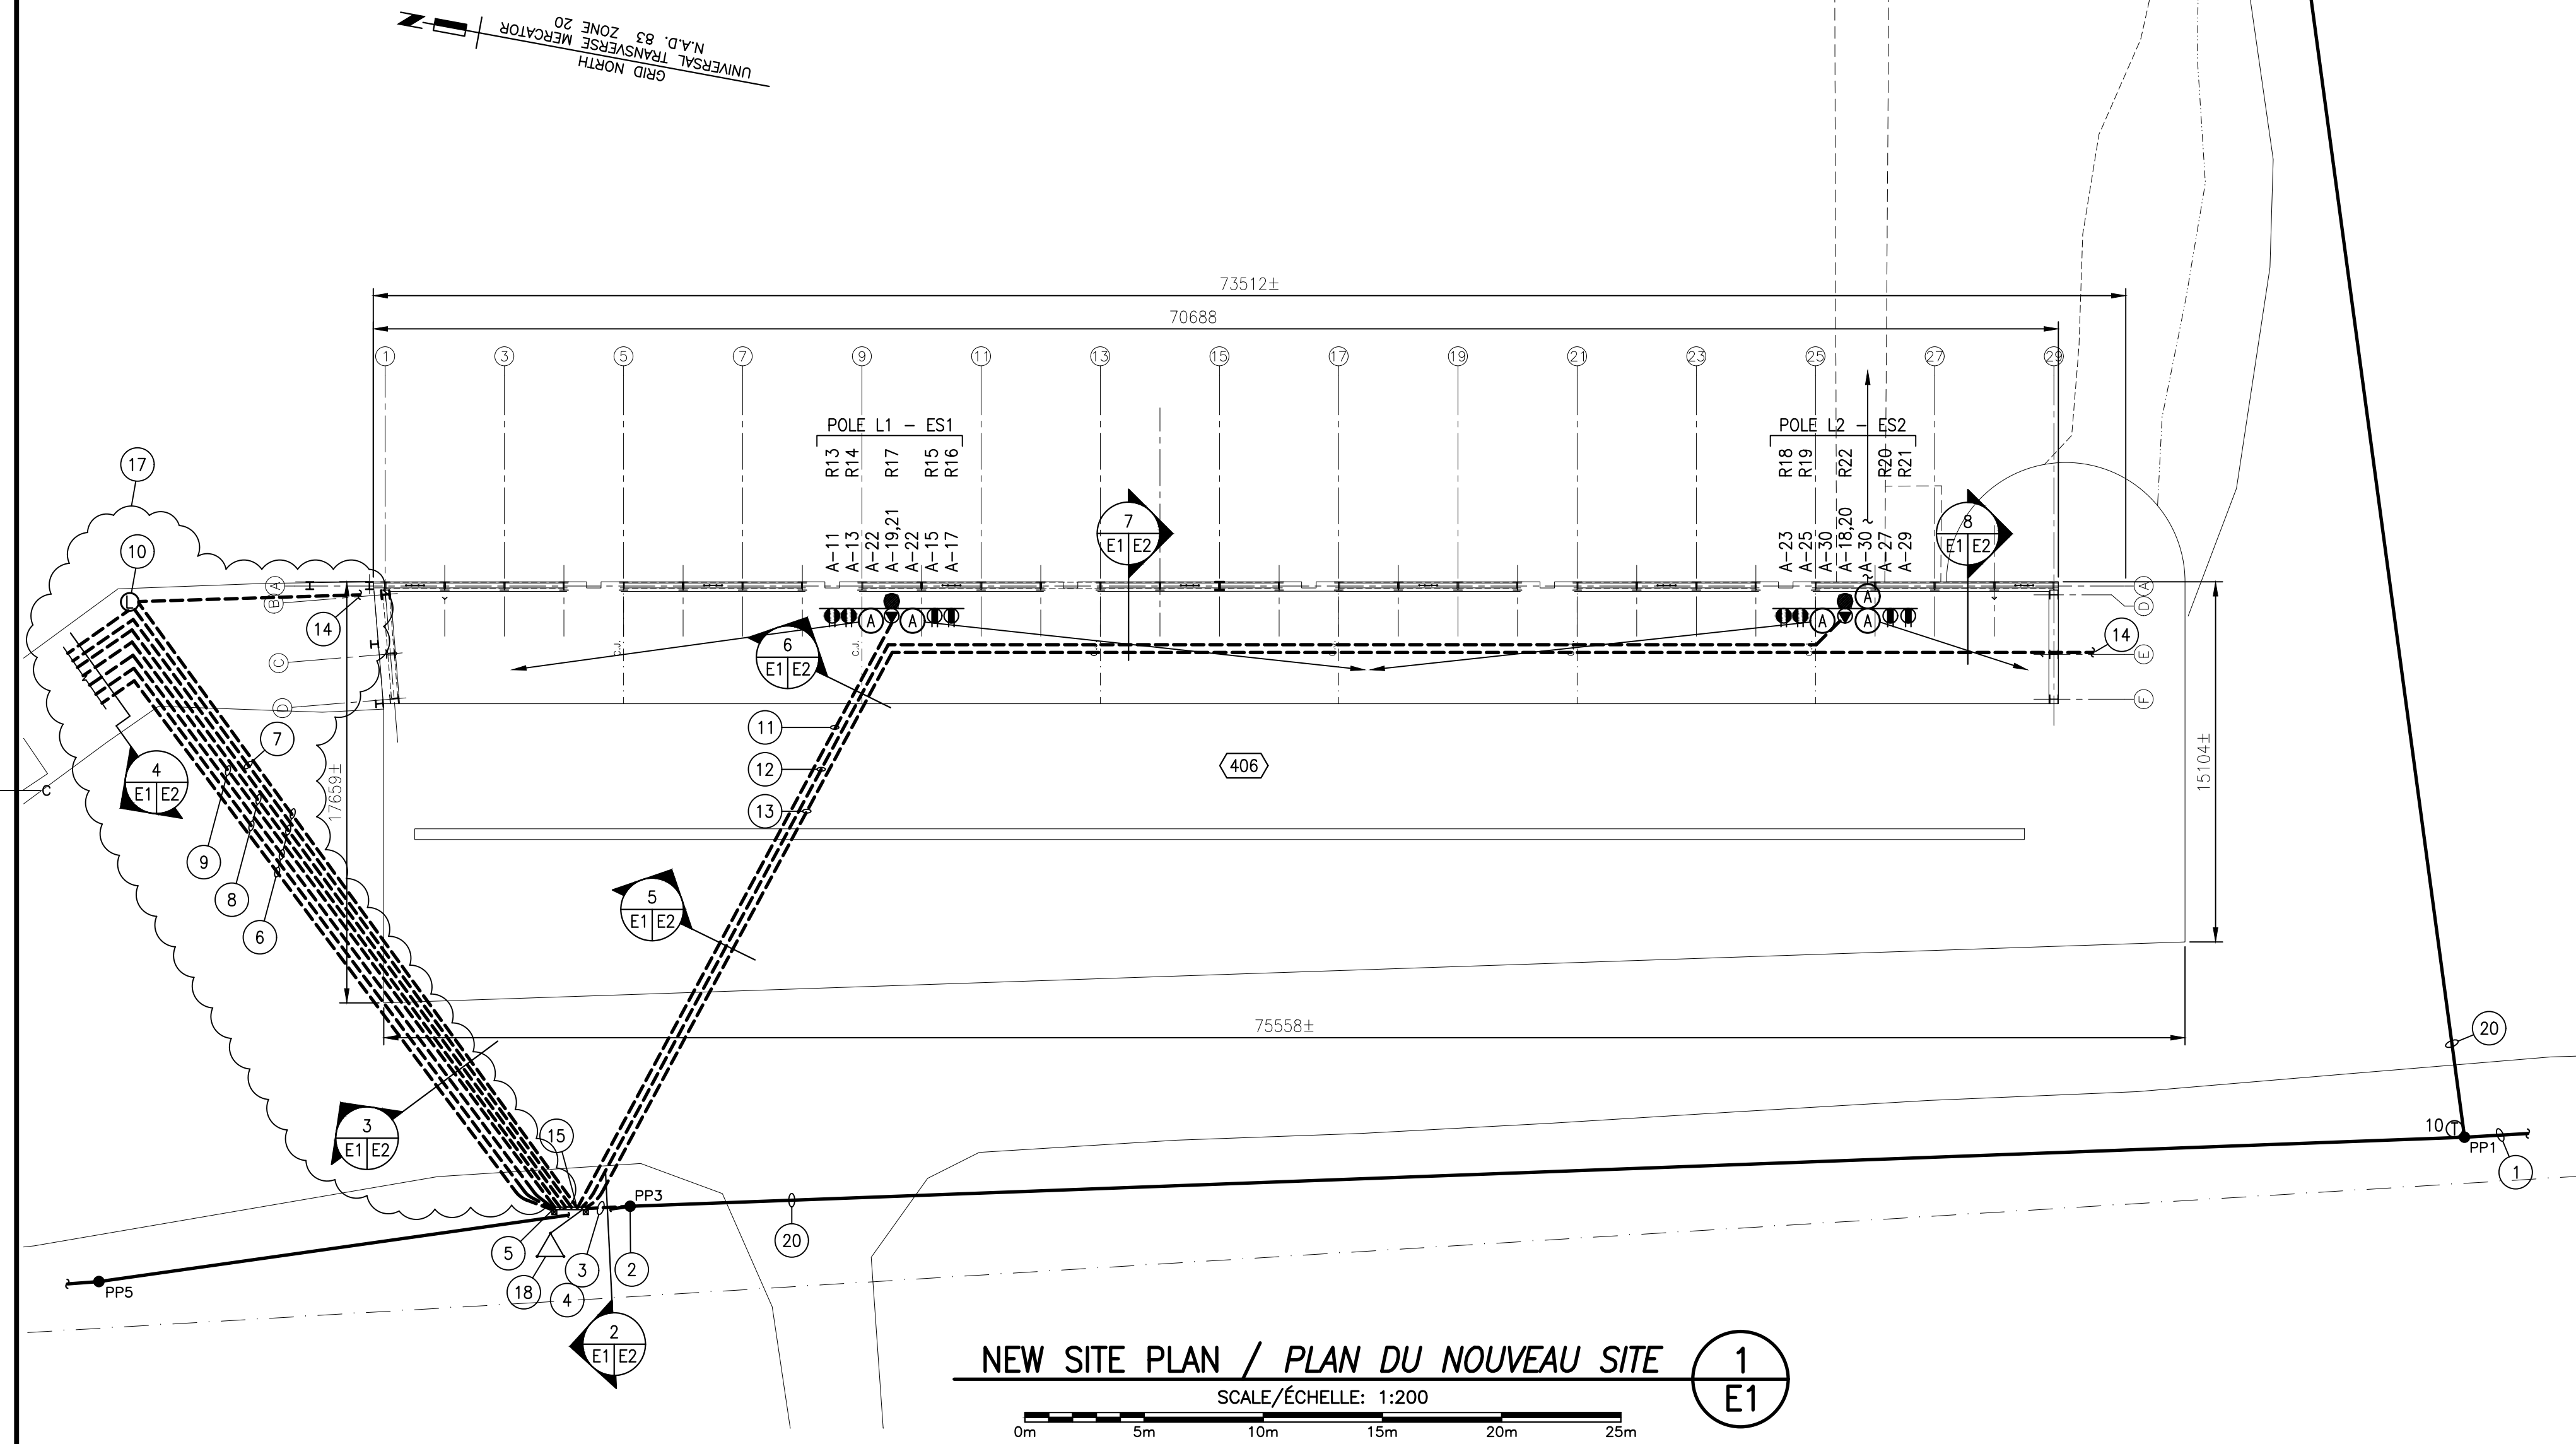 GRID NORTH
UNIVERSAL TRANSVERSE MERCATOR
N.A.D. 83 ZONE 20
N
73512±
70688
1 3 5 7 9 11 13 15 17 19 21 23 25 27 29
POLE L1 - ES1
R13
R14
R17
R15
R16
A-11
A-13
A-22
A-19,21
A-22
A-15
A-17
POLE L2 - ES2
R18
R19
R22
R20
R21
A-23
A-25
A-30
A-18,20
A-30
A-27
A-29
7
E1 E2
8
E1 E2
17
10
L
14
A
B
C
D
A
A
A
A
A
A
D
E
F
14
C.J.
C.J.
C.J.
C.J.
C.J.
C.J.
6
E1 E2
11
12
13
406
7
4
E1 E2
C
9
8
6
17659±
15104±
5
E1 E2
75558±
20
3
E1 E2
15
10 T
PP1
1
PP3
20
5
3
2
18
4
PP5
2
E1 E2
NEW SITE PLAN / PLAN DU NOUVEAU SITE
1
E1
SCALE/ÉCHELLE: 1:200
0m 5m 10m 15m 20m 25m